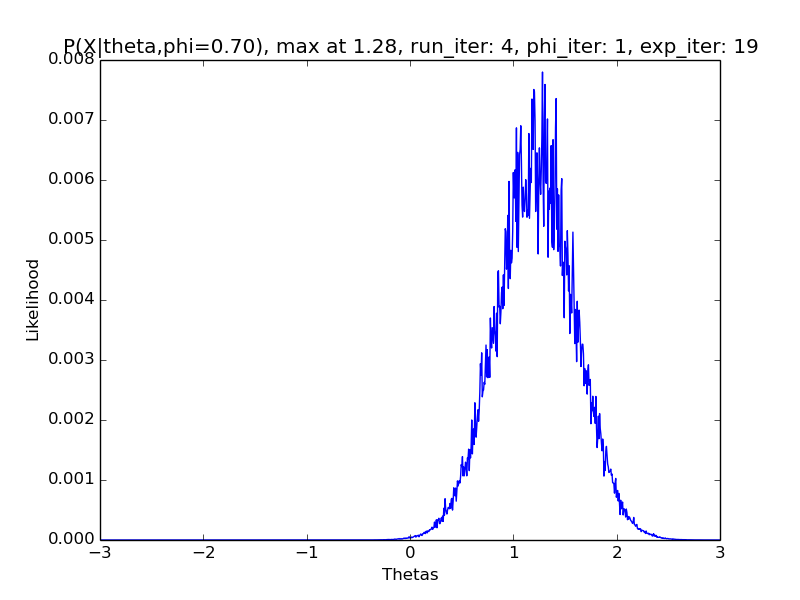 P(X|theta,phi=0.70), max at 1.28, run_iter: 4, phi_iter: 1, exp_iter: 19
0.008
0.007
0.006
0.005
0.004
0.003
0.002
0.001
0.000
Likelihood
−3 −2 −1 0 1 2 3
Thetas